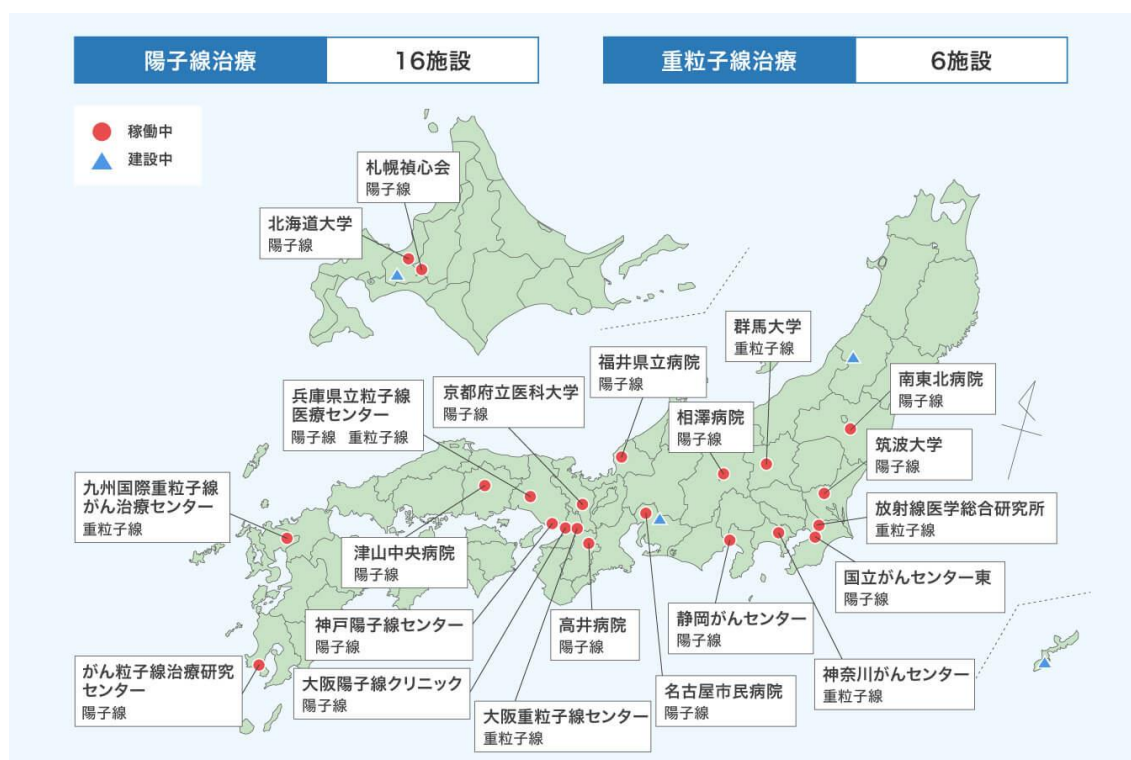 陽子線治療 16施設
重粒子線治療 6施設
稼働中
建設中
札幌禎心会
陽子線
北海道大学
陽子線
群馬大学
重粒子線
福井県立病院
陽子線
南東北病院
陽子線
兵庫県立粒子線
医療センター
陽子線 重粒子線
京都府立医科大学
陽子線
相澤病院
陽子線
筑波大学
陽子線
九州国際重粒子線
がん治療センター
重粒子線
放射線医学総合研究所
重粒子線
津山中央病院
陽子線
国立がんセンター東
陽子線
神戸陽子線センター
陽子線
高井病院
陽子線
静岡がんセンター
陽子線
がん粒子線治療研究
センター
陽子線
大阪陽子線クリニック
陽子線
名古屋市民病院
陽子線
神奈川がんセンター
重粒子線
大阪重粒子線センター
重粒子線